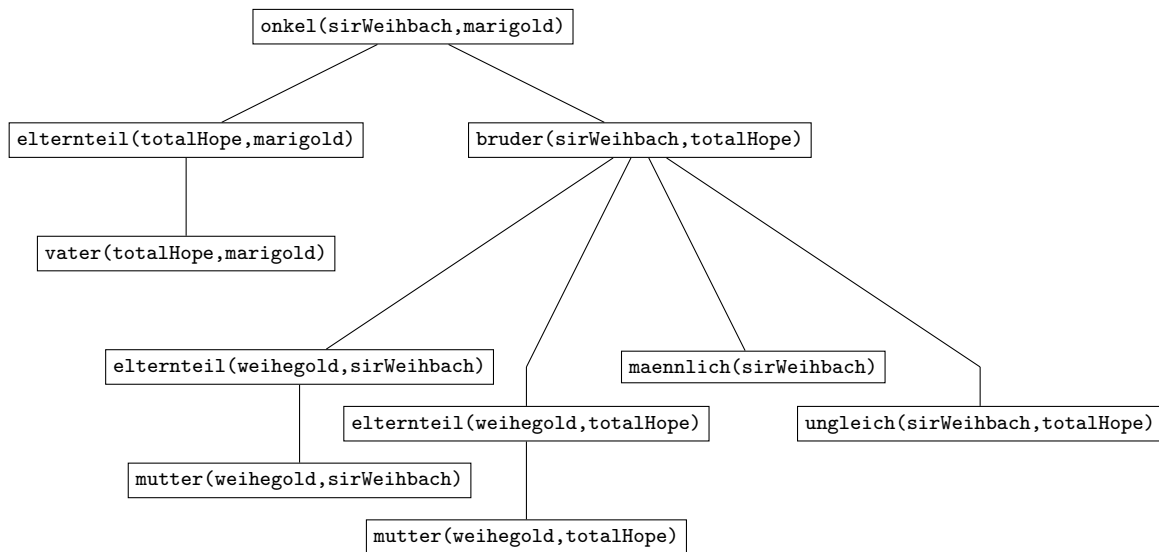 onkel(sirWeihbach,marigold)
elternteil(totalHope,marigold)
bruder(sirWeihbach,totalHope)
vater(totalHope,marigold)
elternteil(weihegold,sirWeihbach)
maennlich(sirWeihbach)
elternteil(weihegold,totalHope)
ungleich(sirWeihbach,totalHope)
mutter(weihegold,sirWeihbach)
mutter(weihegold,totalHope)